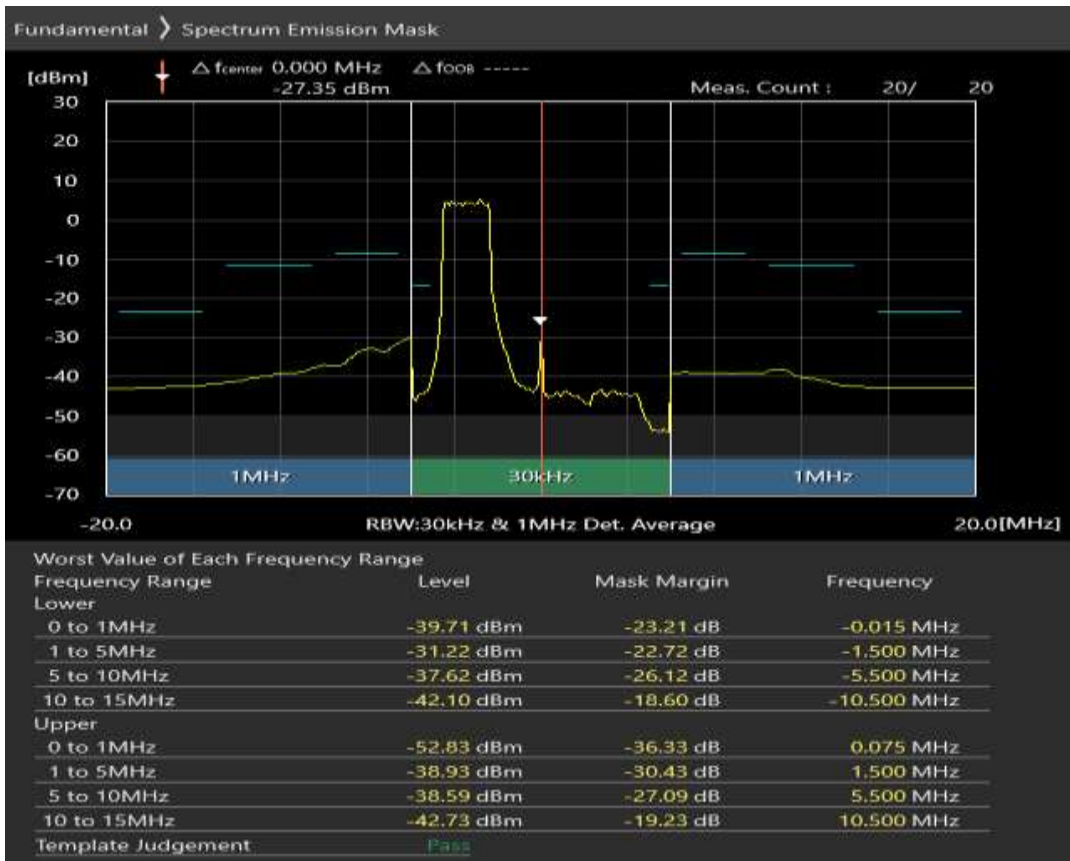 Fundamental 〉 Spectrum Emission Mask
[dBm] △ fcenter 0.000 MHz △ fOOB -----
-27.35 dBm Meas. Count : 20/ 20
30
20
10
0
-10
-20
-30
-40
-50
-60
1MHz 30kHz 1MHz
-70
-20.0 RBW:30kHz & 1MHz Det. Average 20.0[MHz]
Worst Value of Each Frequency Range
Frequency Range Level Mask Margin Frequency
Lower
0 to 1MHz -39.71 dBm -23.21 dB -0.015 MHz
1 to 5MHz -31.22 dBm -22.72 dB -1.500 MHz
5 to 10MHz -37.62 dBm -26.12 dB -5.500 MHz
10 to 15MHz -42.10 dBm -18.60 dB -10.500 MHz
Upper
0 to 1MHz -52.83 dBm -36.33 dB 0.075 MHz
1 to 5MHz -38.93 dBm -30.43 dB 1.500 MHz
5 to 10MHz -38.59 dBm -27.09 dB 5.500 MHz
10 to 15MHz -42.73 dBm -19.23 dB 10.500 MHz
Template Judgement Pass